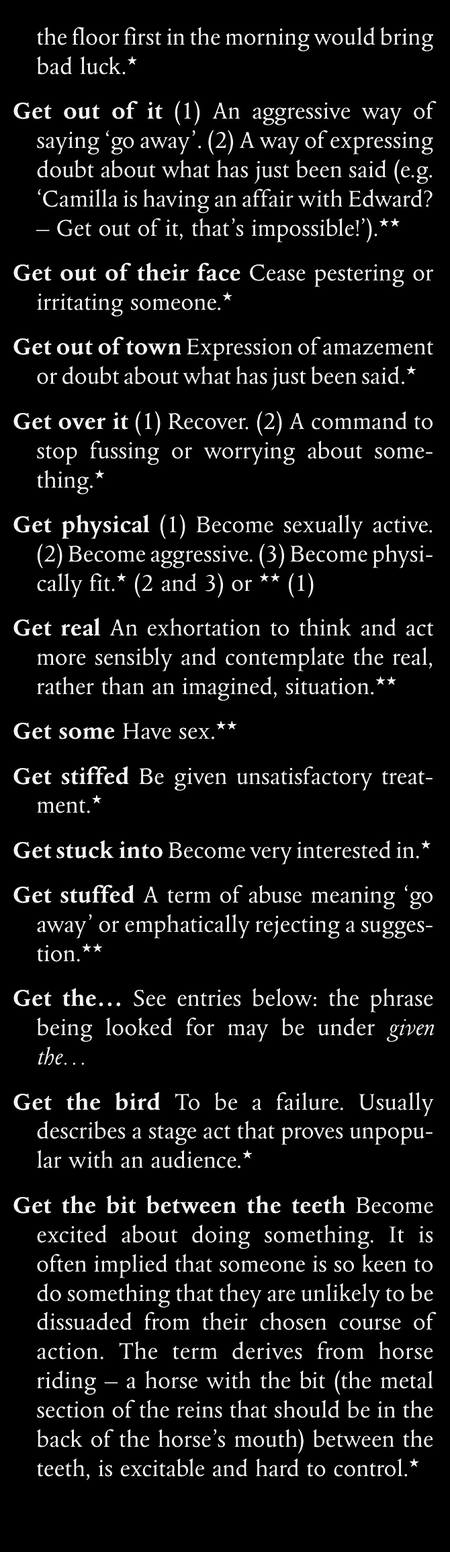 the floor first in the morning would bring
bad luck.★
Get out of it (1) An aggressive way of
saying ‘go away’. (2) A way of expressing
doubt about what has just been said (e.g.
‘Camilla is having an affair with Edward?
– Get out of it, that’s impossible!’).★★
Get out of their face Cease pestering or
irritating someone.★
Get out of town Expression of amazement
or doubt about what has just been said.★
Get over it (1) Recover. (2) A command to
stop fussing or worrying about some-
thing.★
Get physical (1) Become sexually active.
(2) Become aggressive. (3) Become physi-
cally fit.★ (2 and 3) or ★★ (1)
Get real An exhortation to think and act
more sensibly and contemplate the real,
rather than an imagined, situation.★★
Get some Have sex.★★
Get stiffed Be given unsatisfactory treat-
ment.★
Get stuck into Become very interested in.★
Get stuffed A term of abuse meaning ‘go
away’ or emphatically rejecting a sugges-
tion.★★
Get the… See entries below: the phrase
being looked for may be under given
the…
Get the bird To be a failure. Usually
describes a stage act that proves unpopu-
lar with an audience.★
Get the bit between the teeth Become
excited about doing something. It is
often implied that someone is so keen to
do something that they are unlikely to be
dissuaded from their chosen course of
action. The term derives from horse
riding – a horse with the bit (the metal
section of the reins that should be in the
back of the horse’s mouth) between the
teeth, is excitable and hard to control.★